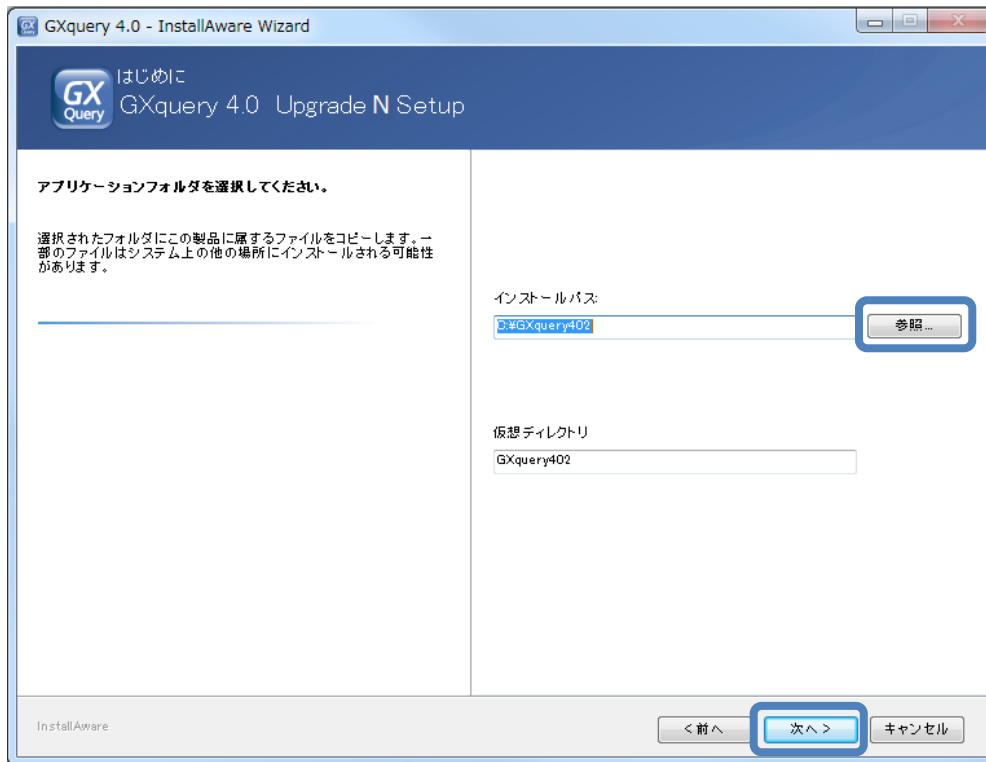 GXquery 4.0 - InstallAware Wizard
はじめに
GX
Query
GXquery 4.0 Upgrade N Setup
アプリケーションフォルダを選択してください。
選択されたフォルダにこの製品に属するファイルをコピーします。一
部のファイルはシステム上の他の場所にインストールされる可能性
があります。
インストールパス:
C:¥GXquery402
参照...
仮想ディレクトリ
GXquery402
InstallAware
< 前へ
次へ >
キャンセル